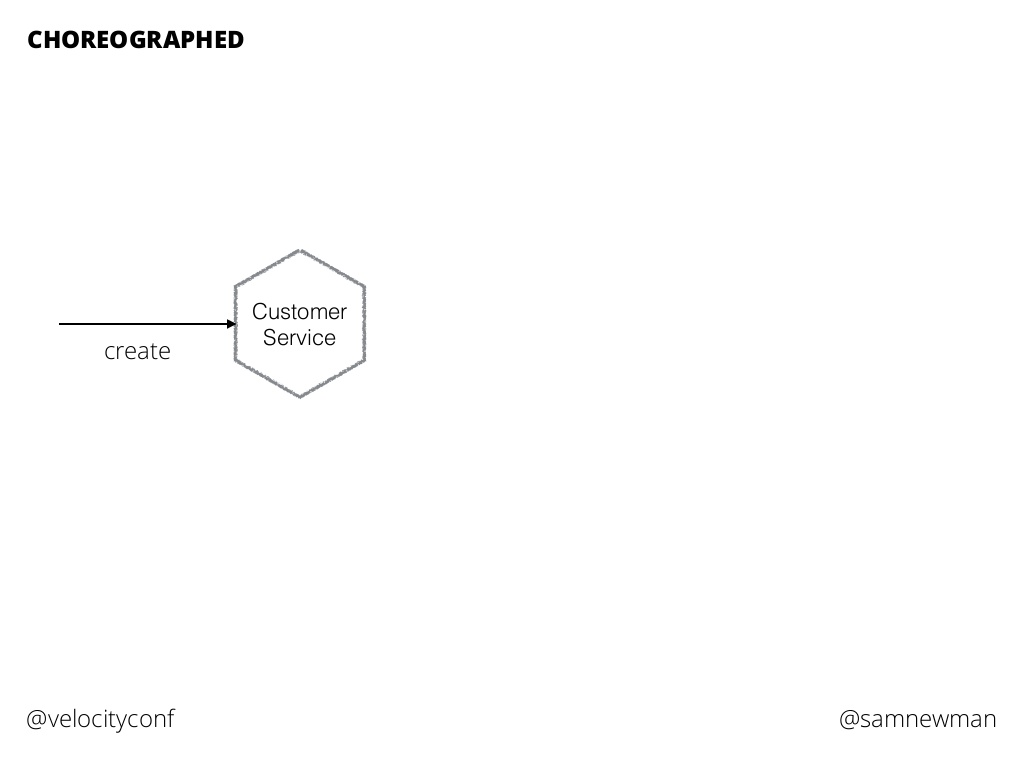 CHOREOGRAPHED
Customer
Service
create
@velocityconf
@samnewman